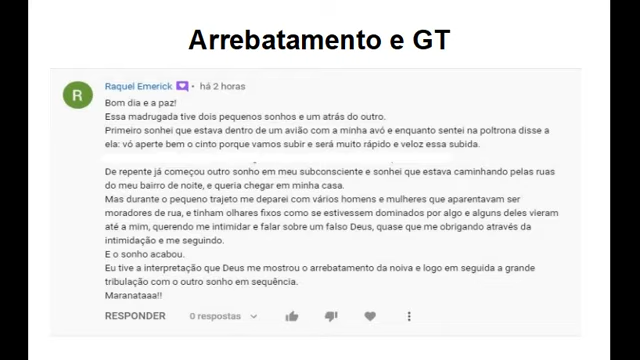 Arrebatamento e GT
R
Raquel Emerick • há 2 horas
Bom dia e a paz!
Essa madrugada tive dois pequenos sonhos e um atrás do outro.
Primeiro sonhei que estava dentro de um avião com a minha avó e enquanto sentei na poltrona disse a
ela: vó aperte bem o cinto porque vamos subir e será muito rápido e veloz essa subida.
De repente já começou outro sonho em meu subconsciente e sonhei que estava caminhando pelas ruas
do meu bairro de noite, e queria chegar em minha casa.
Mas durante o pequeno trajeto me deparei com vários homens e mulheres que aparentavam ser
moradores de rua, e tinham olhares fixos como se estivessem dominados por algo e alguns deles vieram
até a mim, querendo me intimidar e falar sobre um falso Deus, quase que me obrigando através da
intimidação e me seguindo.
E o sonho acabou.
Eu tive a interpretação que Deus me mostrou o arrebatamento da noiva e logo em seguida a grande
tribulação com o outro sonho em sequência.
Maranataaa!!
RESPONDER 0 respostas